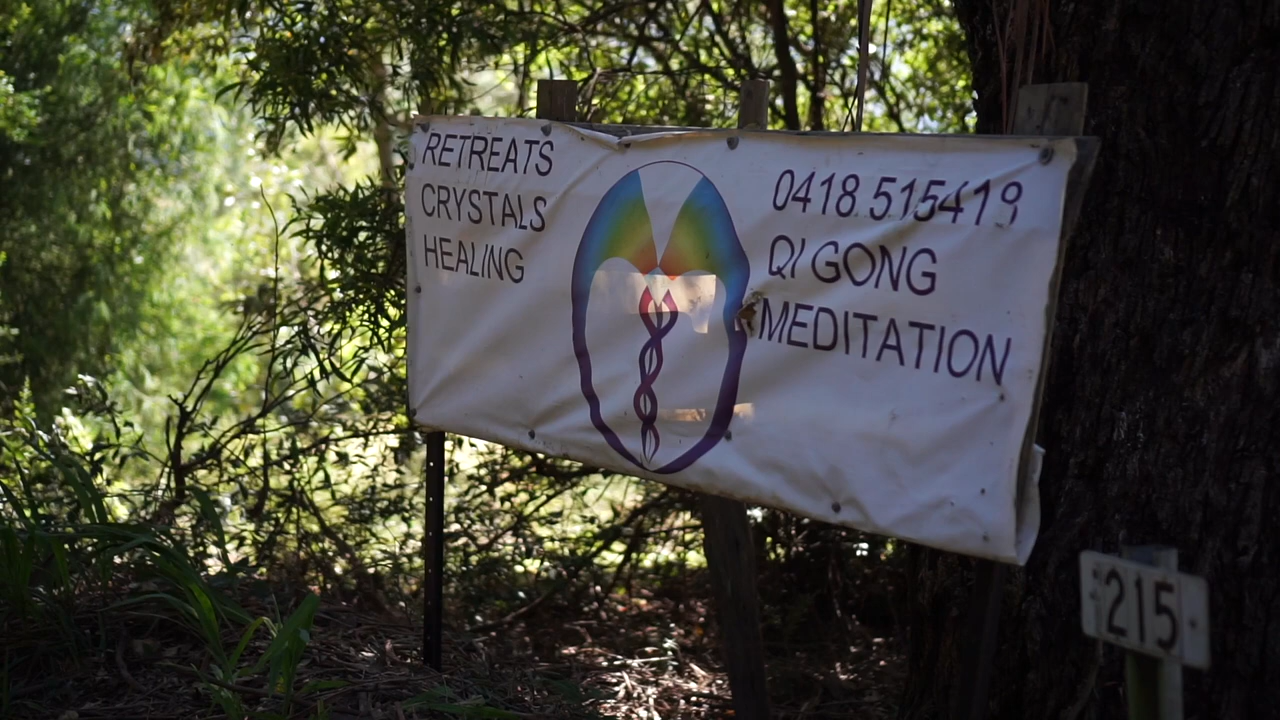 RETREATS
CRYSTALS
HEALING
0418 515419
QI GONG
MEDITATION
215